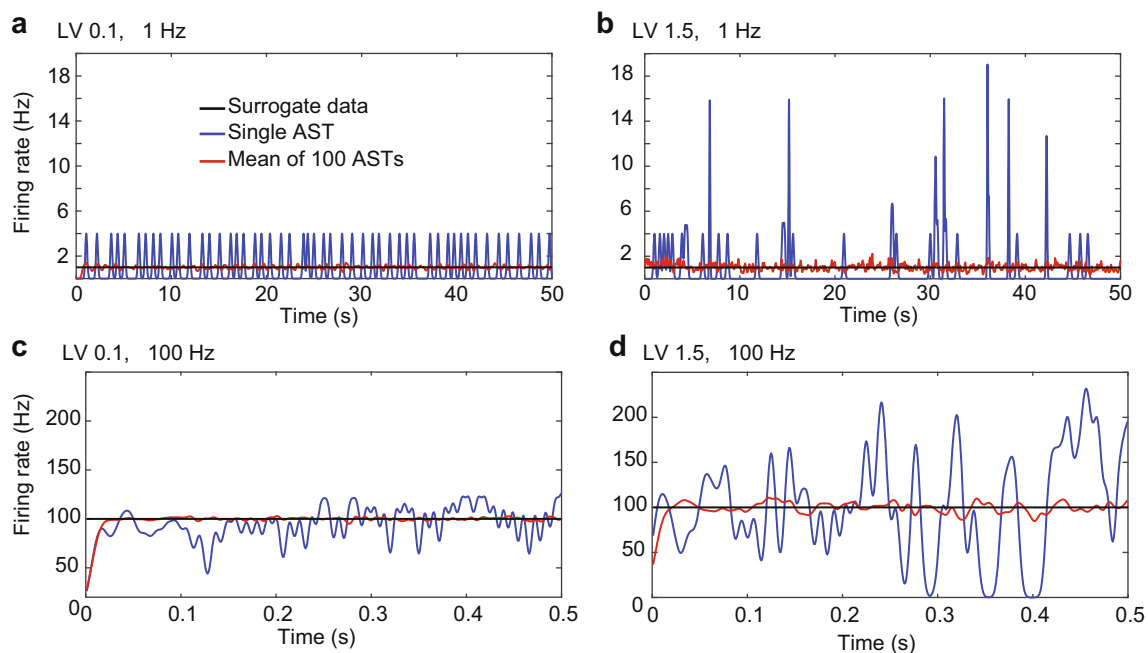 a LV 0.1, 1 Hz
18
14
10
6
2
Firing rate (Hz)
Surrogate data
Single AST
Mean of 100 ASTs
0 10 20 30 40 50
Time (s)
b LV 1.5, 1 Hz
18
14
10
6
2
0 10 20 30 40 50
Time (s)
c LV 0.1, 100 Hz
200
150
100
50
0
Firing rate (Hz)
0 0.1 0.2 0.3 0.4 0.5
Time (s)
d LV 1.5, 100 Hz
200
150
100
50
0
0 0.1 0.2 0.3 0.4 0.5
Time (s)